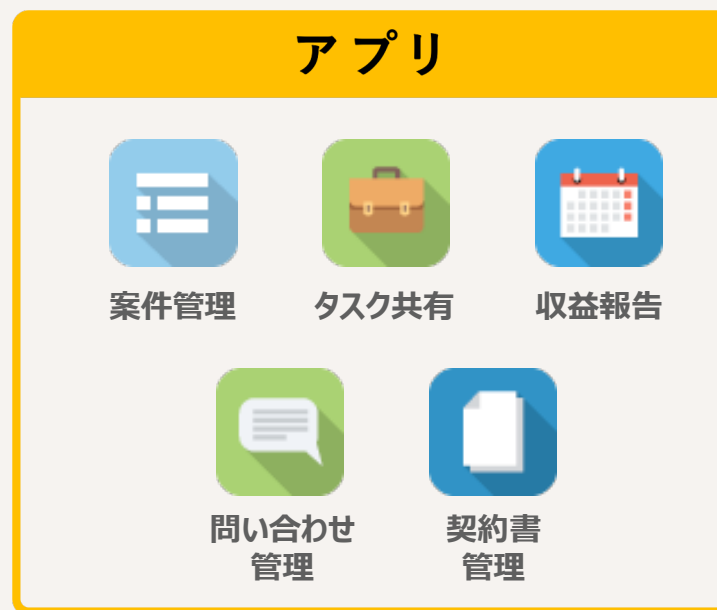 アプリ
案件管理
タスク共有
収益報告
問い合わせ
管理
契約書
管理